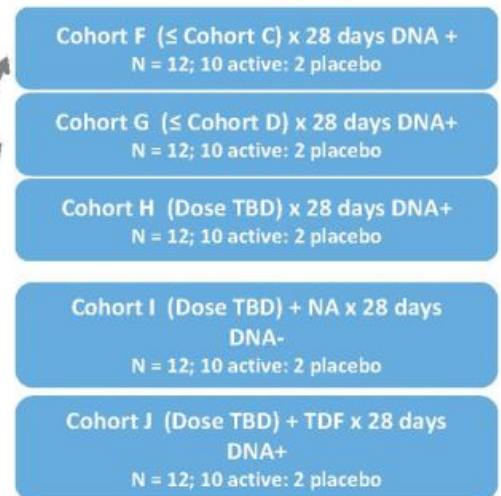 Cohort F (≤ Cohort C) x 28 days DNA +
N = 12; 10 active: 2 placebo
Cohort G (≤ Cohort D) x 28 days DNA+
N = 12; 10 active: 2 placebo
Cohort H (Dose TBD) x 28 days DNA+
N = 12; 10 active: 2 placebo
Cohort I (Dose TBD) + NA x 28 days
DNA-
N = 12; 10 active: 2 placebo
Cohort J (Dose TBD) + TDF x 28 days
DNA+
N = 12; 10 active: 2 placebo